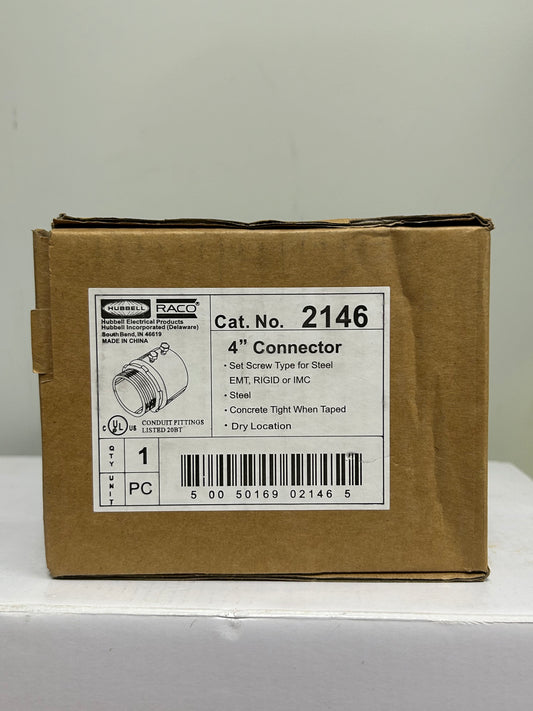 HUBBELL RACO®
Hubbell Electrical Products
Hubbell Incorporated (Delaware)
South Bend, IN 46619
MADE IN CHINA
Cat. No. 2146
4” Connector
• Set Screw Type for Steel
EMT, RIGID or IMC
• Steel
• Concrete Tight When Taped
• Dry Location
C UL US CONDUIT FITTINGS
LISTED 20BT
QTY 1
UNIT PC
5 00 50169 02146 5